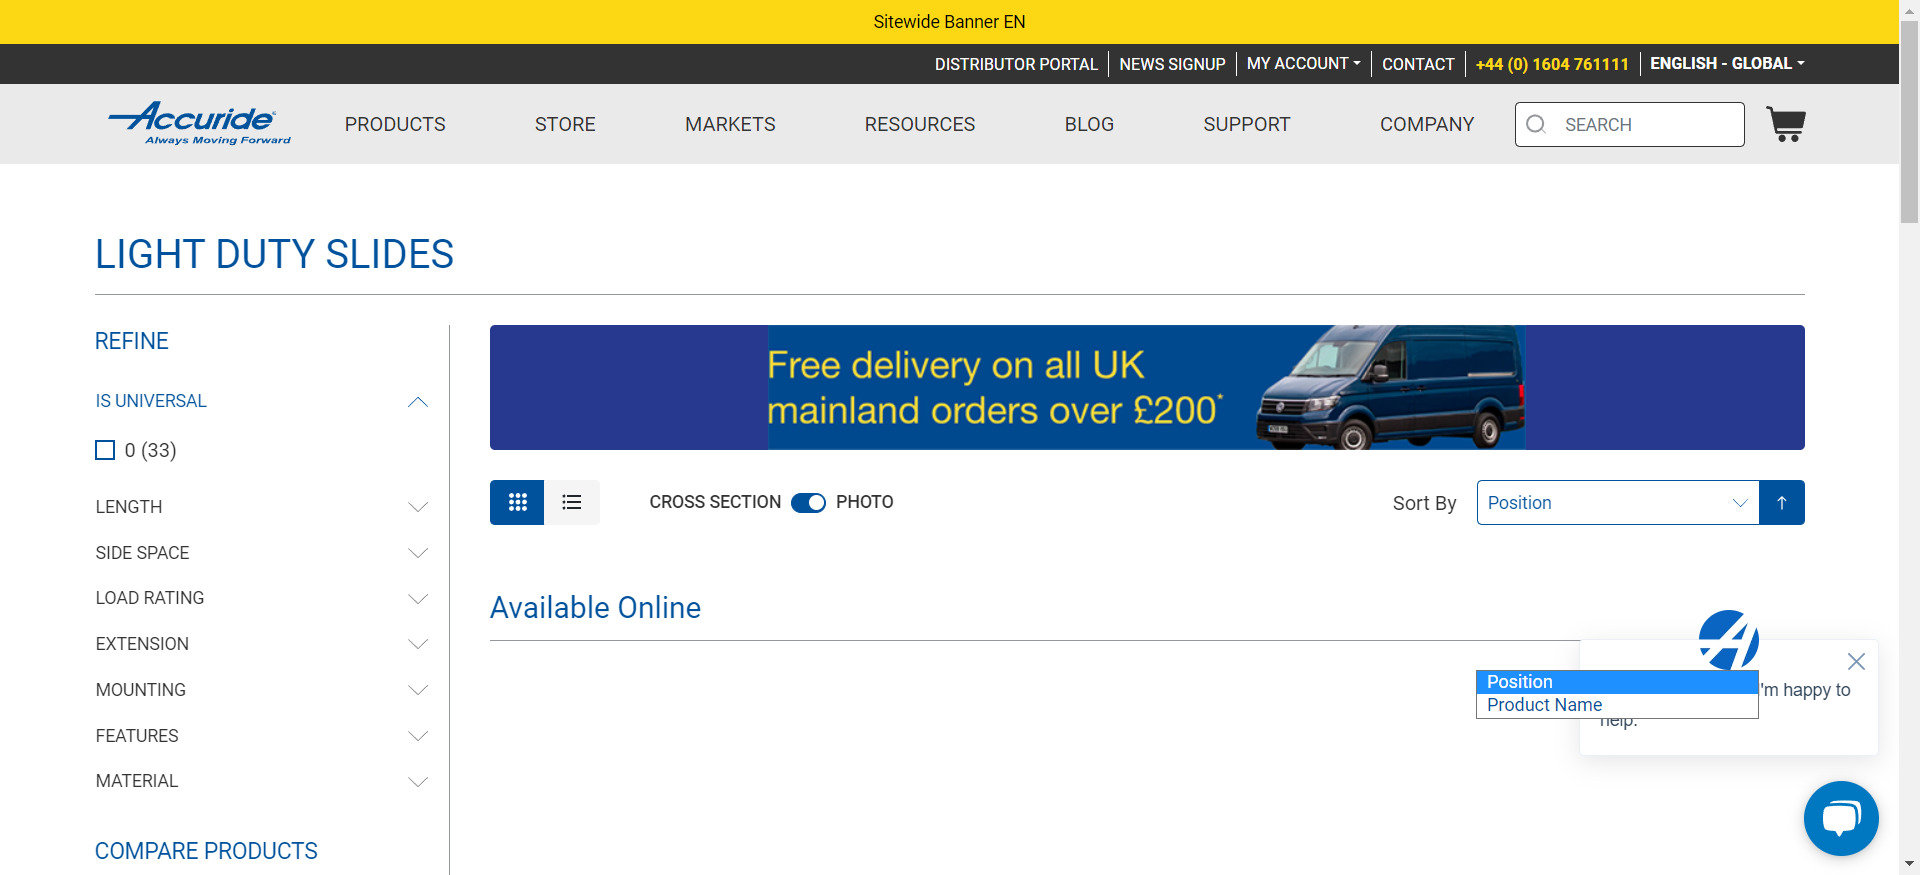 Sitewide Banner EN
DISTRIBUTOR PORTAL
NEWS SIGNUP
MY ACCOUNT
CONTACT
+44 (0) 1604 761111
ENGLISH - GLOBAL
Accuride
Always Moving Forward
PRODUCTS
STORE
MARKETS
RESOURCES
BLOG
SUPPORT
COMPANY
SEARCH
LIGHT DUTY SLIDES
REFINE
IS UNIVERSAL
0 (33)
LENGTH
SIDE SPACE
LOAD RATING
EXTENSION
MOUNTING
FEATURES
MATERIAL
COMPARE PRODUCTS
Free delivery on all UK
mainland orders over £200*
CROSS SECTION
PHOTO
Sort By
Position
Available Online
Position
Product Name
'm happy to
help.